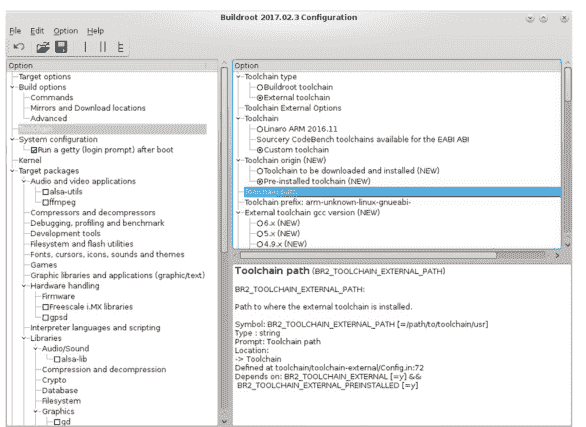 Buildroot 2017.02.3 Configuration
File Edit Option Help
Option
Target options
Build options
Commands
Mirrors and Download locations
Advanced
System configuration
Run a getty (login prompt) after boot
Kernel
Target packages
Audio and video applications
alsa-utils
ffmpeg
Compressors and decompressors
Debugging, profiling and benchmark
Development tools
Filesystem and flash utilities
Fonts, cursors, icons, sounds and themes
Games
Graphic libraries and applications (graphic/text)
Hardware handling
Firmware
Freescale i.MX libraries
gpsd
Interpreter languages and scripting
Libraries
Audio/Sound
alsa-lib
Compression and decompression
Crypto
Database
Filesystem
Graphics
gd
Option
Toolchain type
Buildroot toolchain
External toolchain
Toolchain External Options
Toolchain
Linaro ARM 2016.11
Sourcery CodeBench toolchains available for the EABI ABI
Custom toolchain
Toolchain origin (NEW)
Toolchain to be downloaded and installed (NEW)
Pre-installed toolchain (NEW)
Toolchain path:
Toolchain prefix: arm-unknown-linux-gnueabi-
External toolchain gcc version (NEW)
6.x (NEW)
5.x (NEW)
4.9.x (NEW)
Toolchain path (BR2_TOOLCHAIN_EXTERNAL_PATH)
BR2_TOOLCHAIN_EXTERNAL_PATH:
Path to where the external toolchain is installed.
Symbol: BR2_TOOLCHAIN_EXTERNAL_PATH [=/path/to/toolchain/usr]
Type : string
Prompt: Toolchain path
Location:
-> Toolchain
Defined at toolchain/toolchain-external/Config.in:72
Depends on: BR2_TOOLCHAIN_EXTERNAL [=y] &&
BR2_TOOLCHAIN_EXTERNAL_PREINSTALLED [=y]